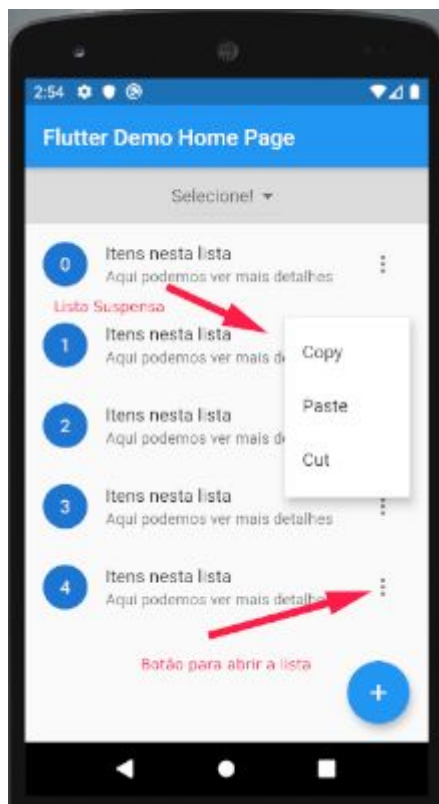 2:54
Flutter Demo Home Page
Selecione!
0
Itens nesta lista
Aqui podemos ver mais detalhes
Lista Suspensa
1
Itens nesta lista
Aqui podemos ver mais d
Copy
2
Itens nesta lista
Aqui podemos ver mais d
Paste
Cut
3
Itens nesta lista
Aqui podemos ver mais detalhes
4
Itens nesta lista
Aqui podemos ver mais detalhes
Botão para abrir a lista
+